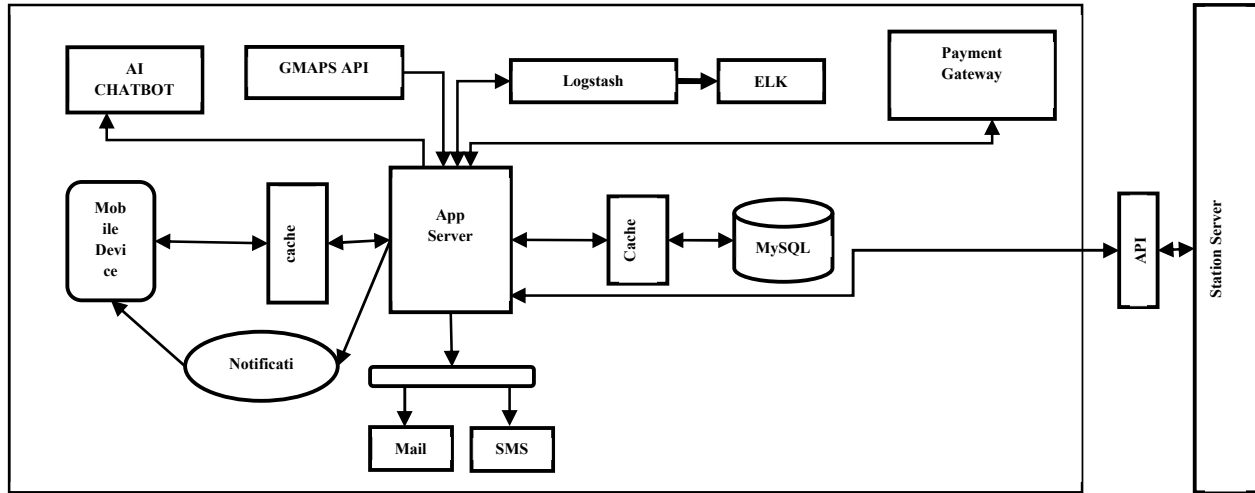 AI
CHATBOT
GMAPS API
Logstash
ELK
Payment
Gateway
Mob
ile
Devi
ce
cache
App
Server
Cache
MySQL
API
Station Server
Notificati
Mail
SMS